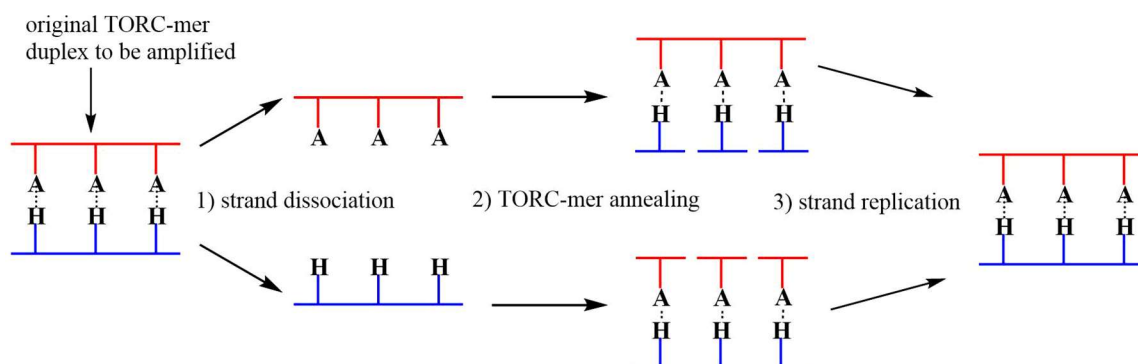 original TORC-mer
duplex to be amplified
A A A
H H H
1) strand dissociation
A A A
H H H
2) TORC-mer annealing
A A A
H H H
A A A
H H H
3) strand replication
A A A
H H H